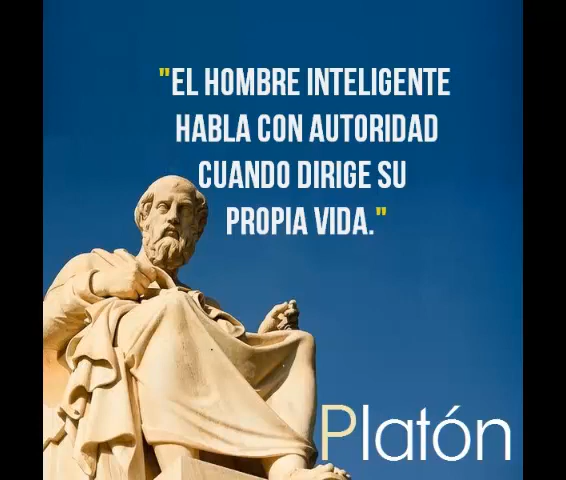 "EL HOMBRE INTELIGENTE
HABLA CON AUTORIDAD
CUANDO DIRIGE SU
PROPIA VIDA."
Platón